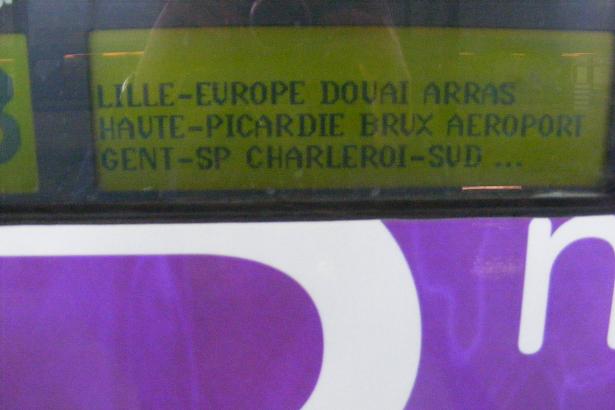 LILLE-EUROPE DOUAI ARRAS
HAUTE-PICARDIE BRUX AEROPORT
GENT-SP CHARLEROI-SUD ...